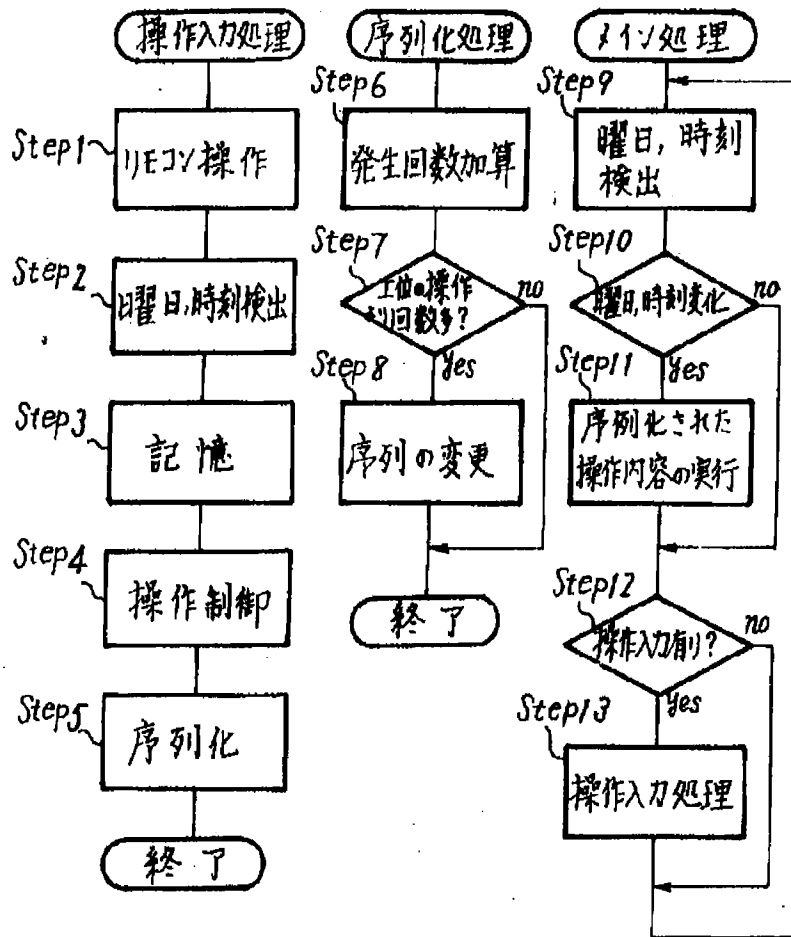 操作入力処理
Step1
リモコン操作
Step2
日曜日,時刻検出
Step3
記憶
Step4
操作制御
Step5
序列化
終了
序列化処理
Step6
発生回数加算
Step7
上位の操作
より回数多?
no
Yes
Step8
序列の変更
終了
メイン処理
Step9
曜日,時刻
検出
Step10
曜日,時刻変化
no
Yes
Step11
序列化された
操作内容の実行
Step12
操作入力有り?
no
Yes
Step13
操作入力処理